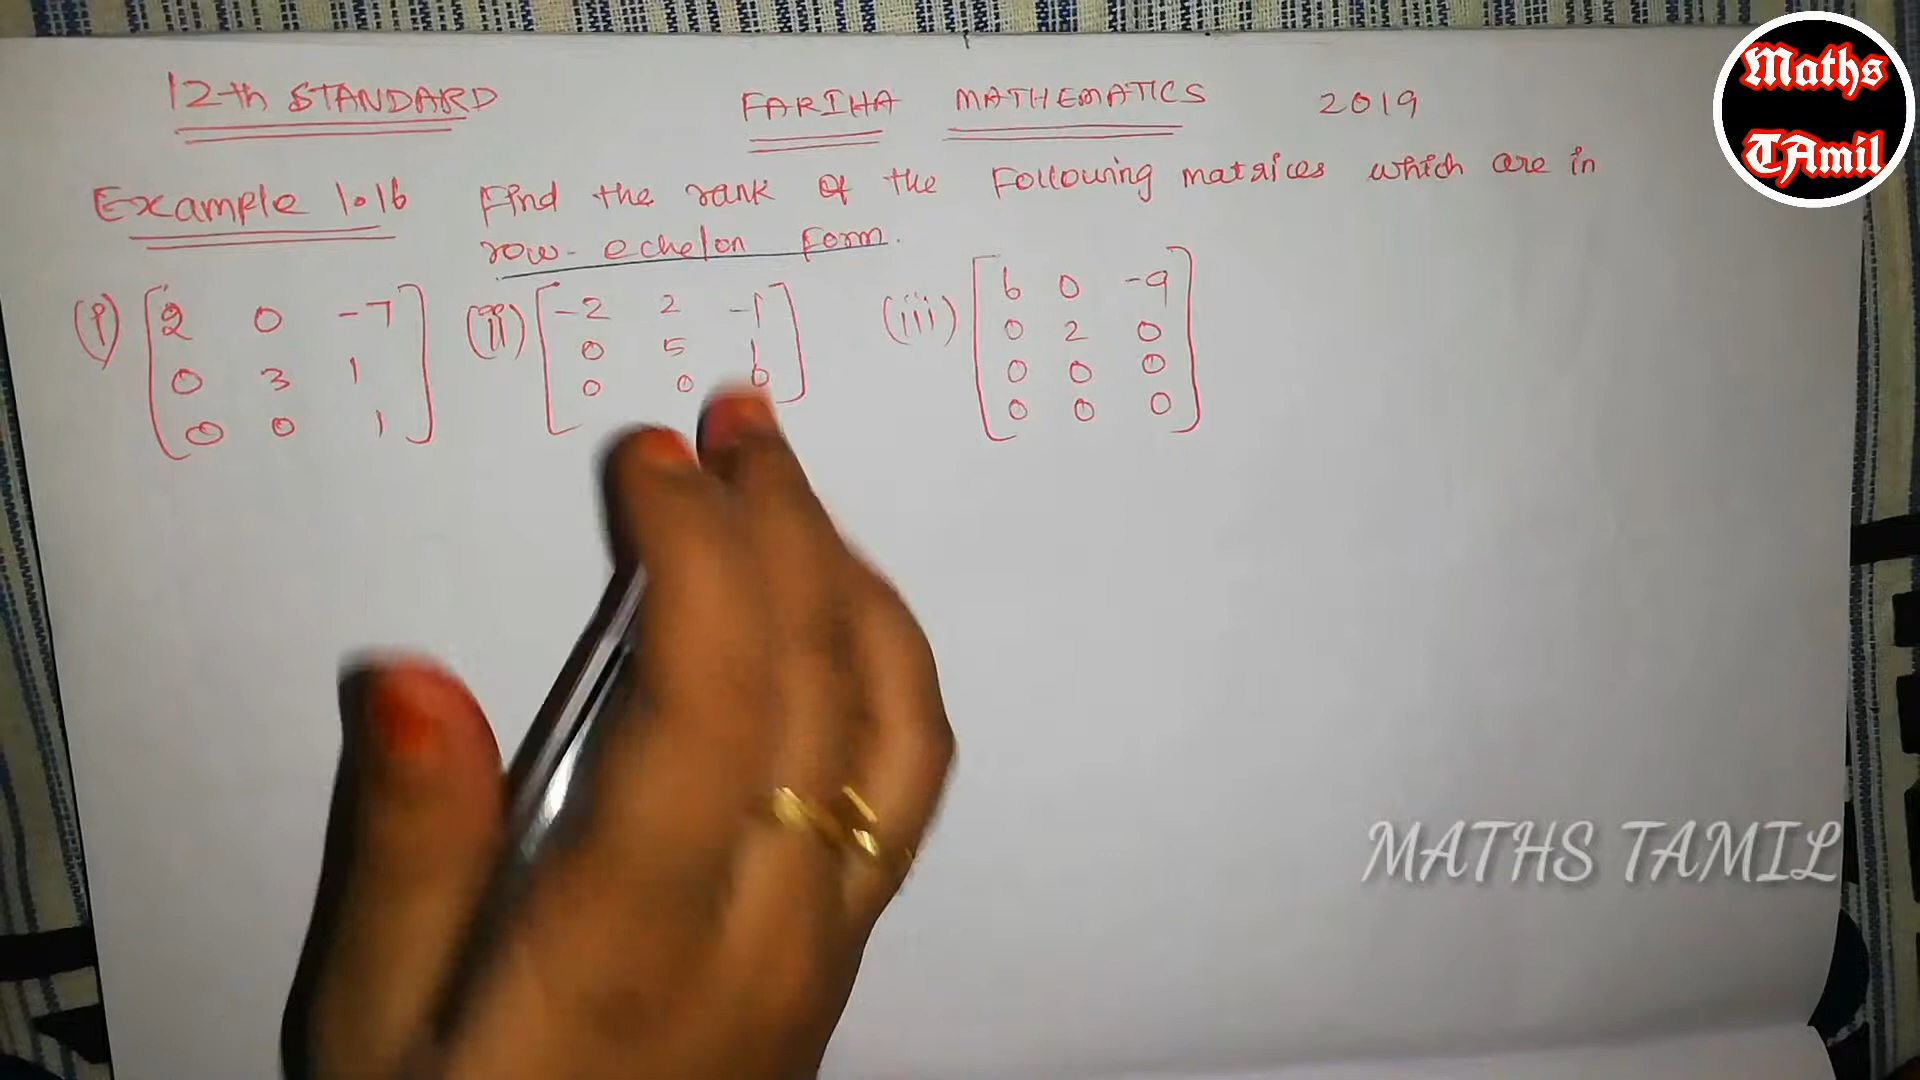 12th STANDARD FARIHA MATHEMATICS 2019
Maths
TAmil
Example 1.16 Find the rank of the Following matrices which are in
row-echelon form.
(i) [2 0 -7] (ii) [-2 2 -1] (iii) [6 0 -9]
[0 3 1] [0 5 1] [0 2 0]
[0 0 1] [0 0 6] [0 0 0]
[0 0 0]
MATHS TAMIL